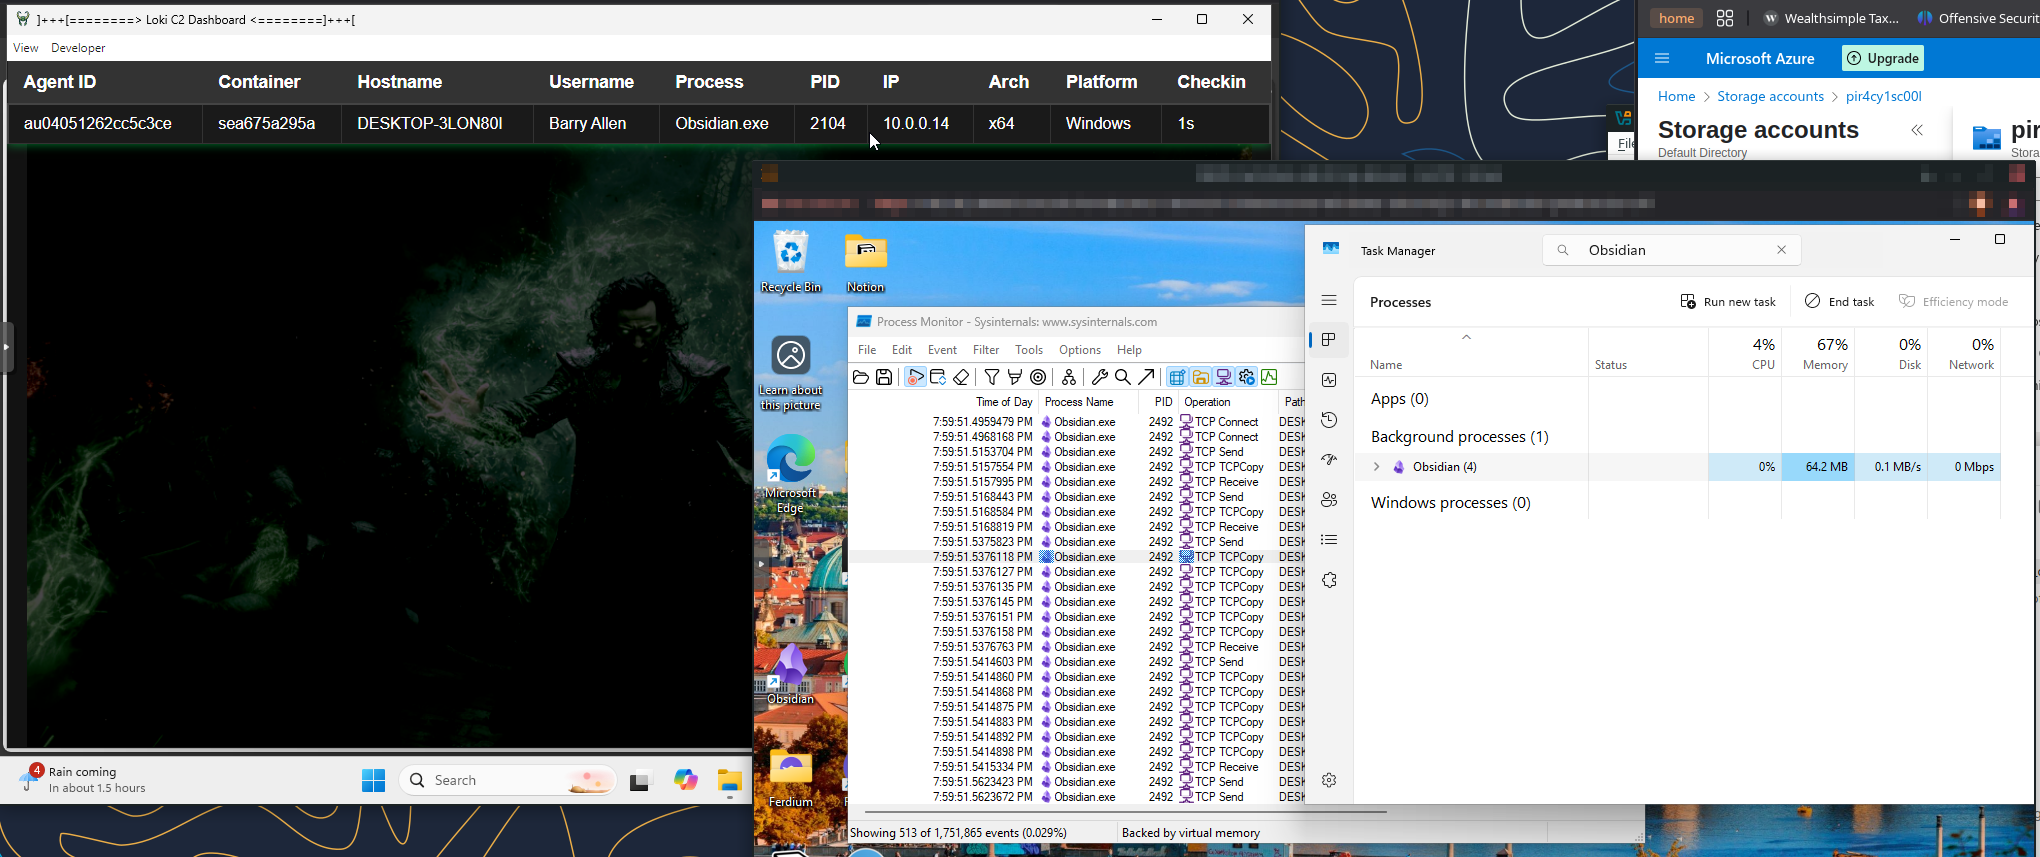 ]+++[========> Loki C2 Dashboard <========]+++[
View Developer
Agent ID Container Hostname Username Process PID IP Arch Platform Checkin
au04051262cc5c3ce sea675a295a DESKTOP-3LON80I Barry Allen Obsidian.exe 2104 10.0.0.14 x64 Windows 1s
home Wealthsimple Tax... Offensive Securit
Microsoft Azure Upgrade
Home > Storage accounts > pir4cy1sc00l
Storage accounts
Default Directory
pir
Stora
File
Recycle Bin
Notion
Learn about
this picture
Microsoft
Edge
Obsidian
Ferdium
Process Monitor - Sysinternals: www.sysinternals.com
File Edit Event Filter Tools Options Help
Time of Day Process Name PID Operation Path
7:59:51.4959479 PM Obsidian.exe 2492 TCP Connect DESK
7:59:51.4968168 PM Obsidian.exe 2492 TCP Connect DESK
7:59:51.5153704 PM Obsidian.exe 2492 TCP Send DESK
7:59:51.5157554 PM Obsidian.exe 2492 TCP TCPCopy DESK
7:59:51.5157995 PM Obsidian.exe 2492 TCP Receive DESK
7:59:51.5168443 PM Obsidian.exe 2492 TCP Send DESK
7:59:51.5168584 PM Obsidian.exe 2492 TCP TCPCopy DESK
7:59:51.5168819 PM Obsidian.exe 2492 TCP Receive DESK
7:59:51.5375823 PM Obsidian.exe 2492 TCP Send DESK
7:59:51.5376118 PM Obsidian.exe 2492 TCP TCPCopy DESK
7:59:51.5376127 PM Obsidian.exe 2492 TCP TCPCopy DESK
7:59:51.5376135 PM Obsidian.exe 2492 TCP TCPCopy DESK
7:59:51.5376145 PM Obsidian.exe 2492 TCP TCPCopy DESK
7:59:51.5376151 PM Obsidian.exe 2492 TCP TCPCopy DESK
7:59:51.5376158 PM Obsidian.exe 2492 TCP TCPCopy DESK
7:59:51.5376763 PM Obsidian.exe 2492 TCP Receive DESK
7:59:51.5414603 PM Obsidian.exe 2492 TCP Send DESK
7:59:51.5414860 PM Obsidian.exe 2492 TCP TCPCopy DESK
7:59:51.5414868 PM Obsidian.exe 2492 TCP TCPCopy DESK
7:59:51.5414875 PM Obsidian.exe 2492 TCP TCPCopy DESK
7:59:51.5414883 PM Obsidian.exe 2492 TCP TCPCopy DESK
7:59:51.5414892 PM Obsidian.exe 2492 TCP TCPCopy DESK
7:59:51.5414898 PM Obsidian.exe 2492 TCP TCPCopy DESK
7:59:51.5415334 PM Obsidian.exe 2492 TCP Receive DESK
7:59:51.5623423 PM Obsidian.exe 2492 TCP Send DESK
7:59:51.5623672 PM Obsidian.exe 2492 TCP Send DESK
Showing 513 of 1,751,865 events (0.029%) Backed by virtual memory
Task Manager Obsidian
Processes Run new task End task Efficiency mode
4% 67% 0% 0%
Name Status CPU Memory Disk Network
Apps (0)
Background processes (1)
Obsidian (4) 0% 64.2 MB 0.1 MB/s 0 Mbps
Windows processes (0)
4
Rain coming
In about 1.5 hours
Search